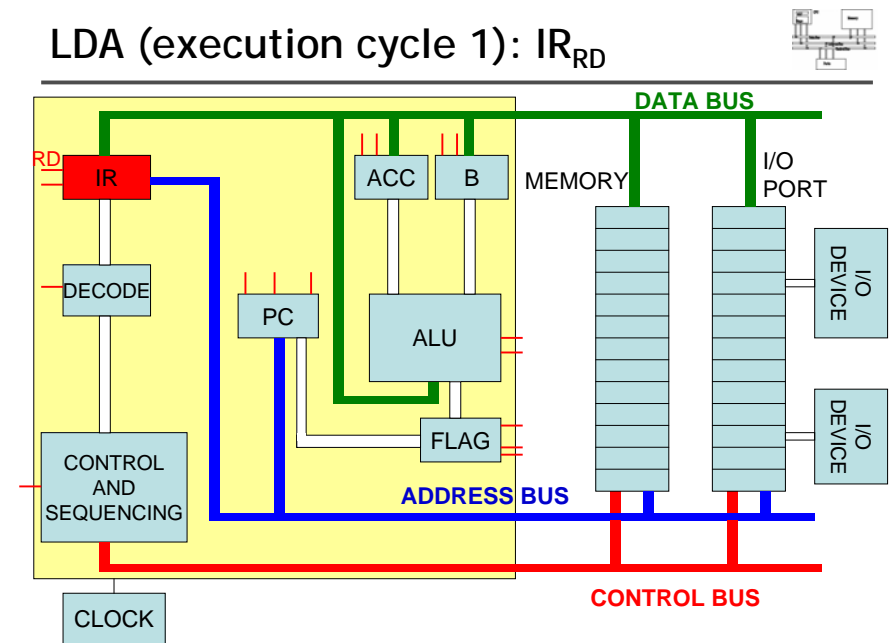 LDA (execution cycle 1): IR_RD
DATA BUS
RD
IR
ACC
B
MEMORY
I/O
PORT
DECODE
PC
ALU
I/O
DEVICE
FLAG
I/O
DEVICE
CONTROL
AND
SEQUENCING
ADDRESS BUS
CONTROL BUS
CLOCK